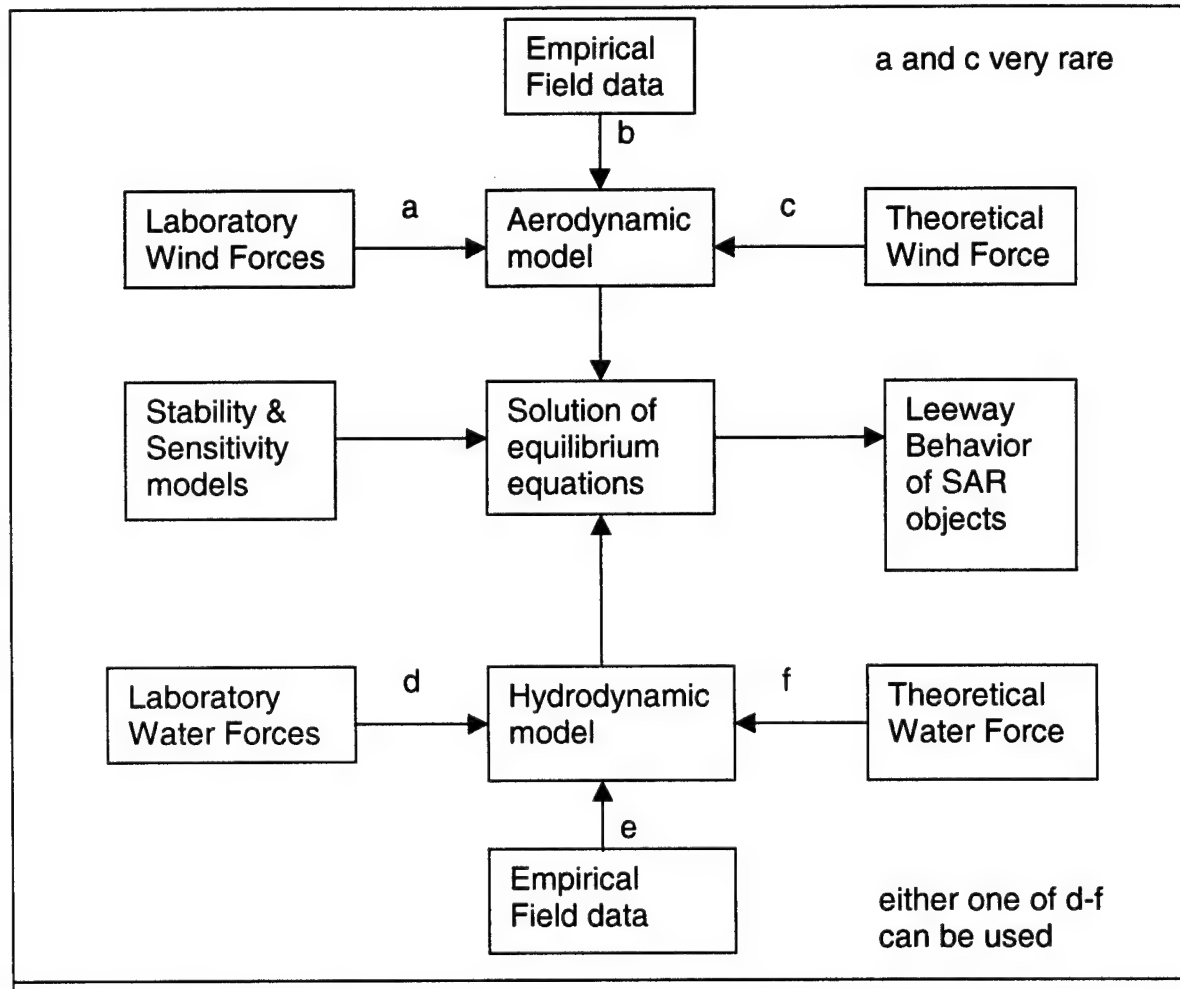 Empirical
Field data
a and c very rare
b
Laboratory
Wind Forces
a
Aerodynamic
model
c
Theoretical
Wind Force
Stability &
Sensitivity
models
Solution of
equilibrium
equations
Leeway
Behavior
of SAR
objects
Laboratory
Water Forces
d
Hydrodynamic
model
f
Theoretical
Water Force
e
Empirical
Field data
either one of d-f
can be used